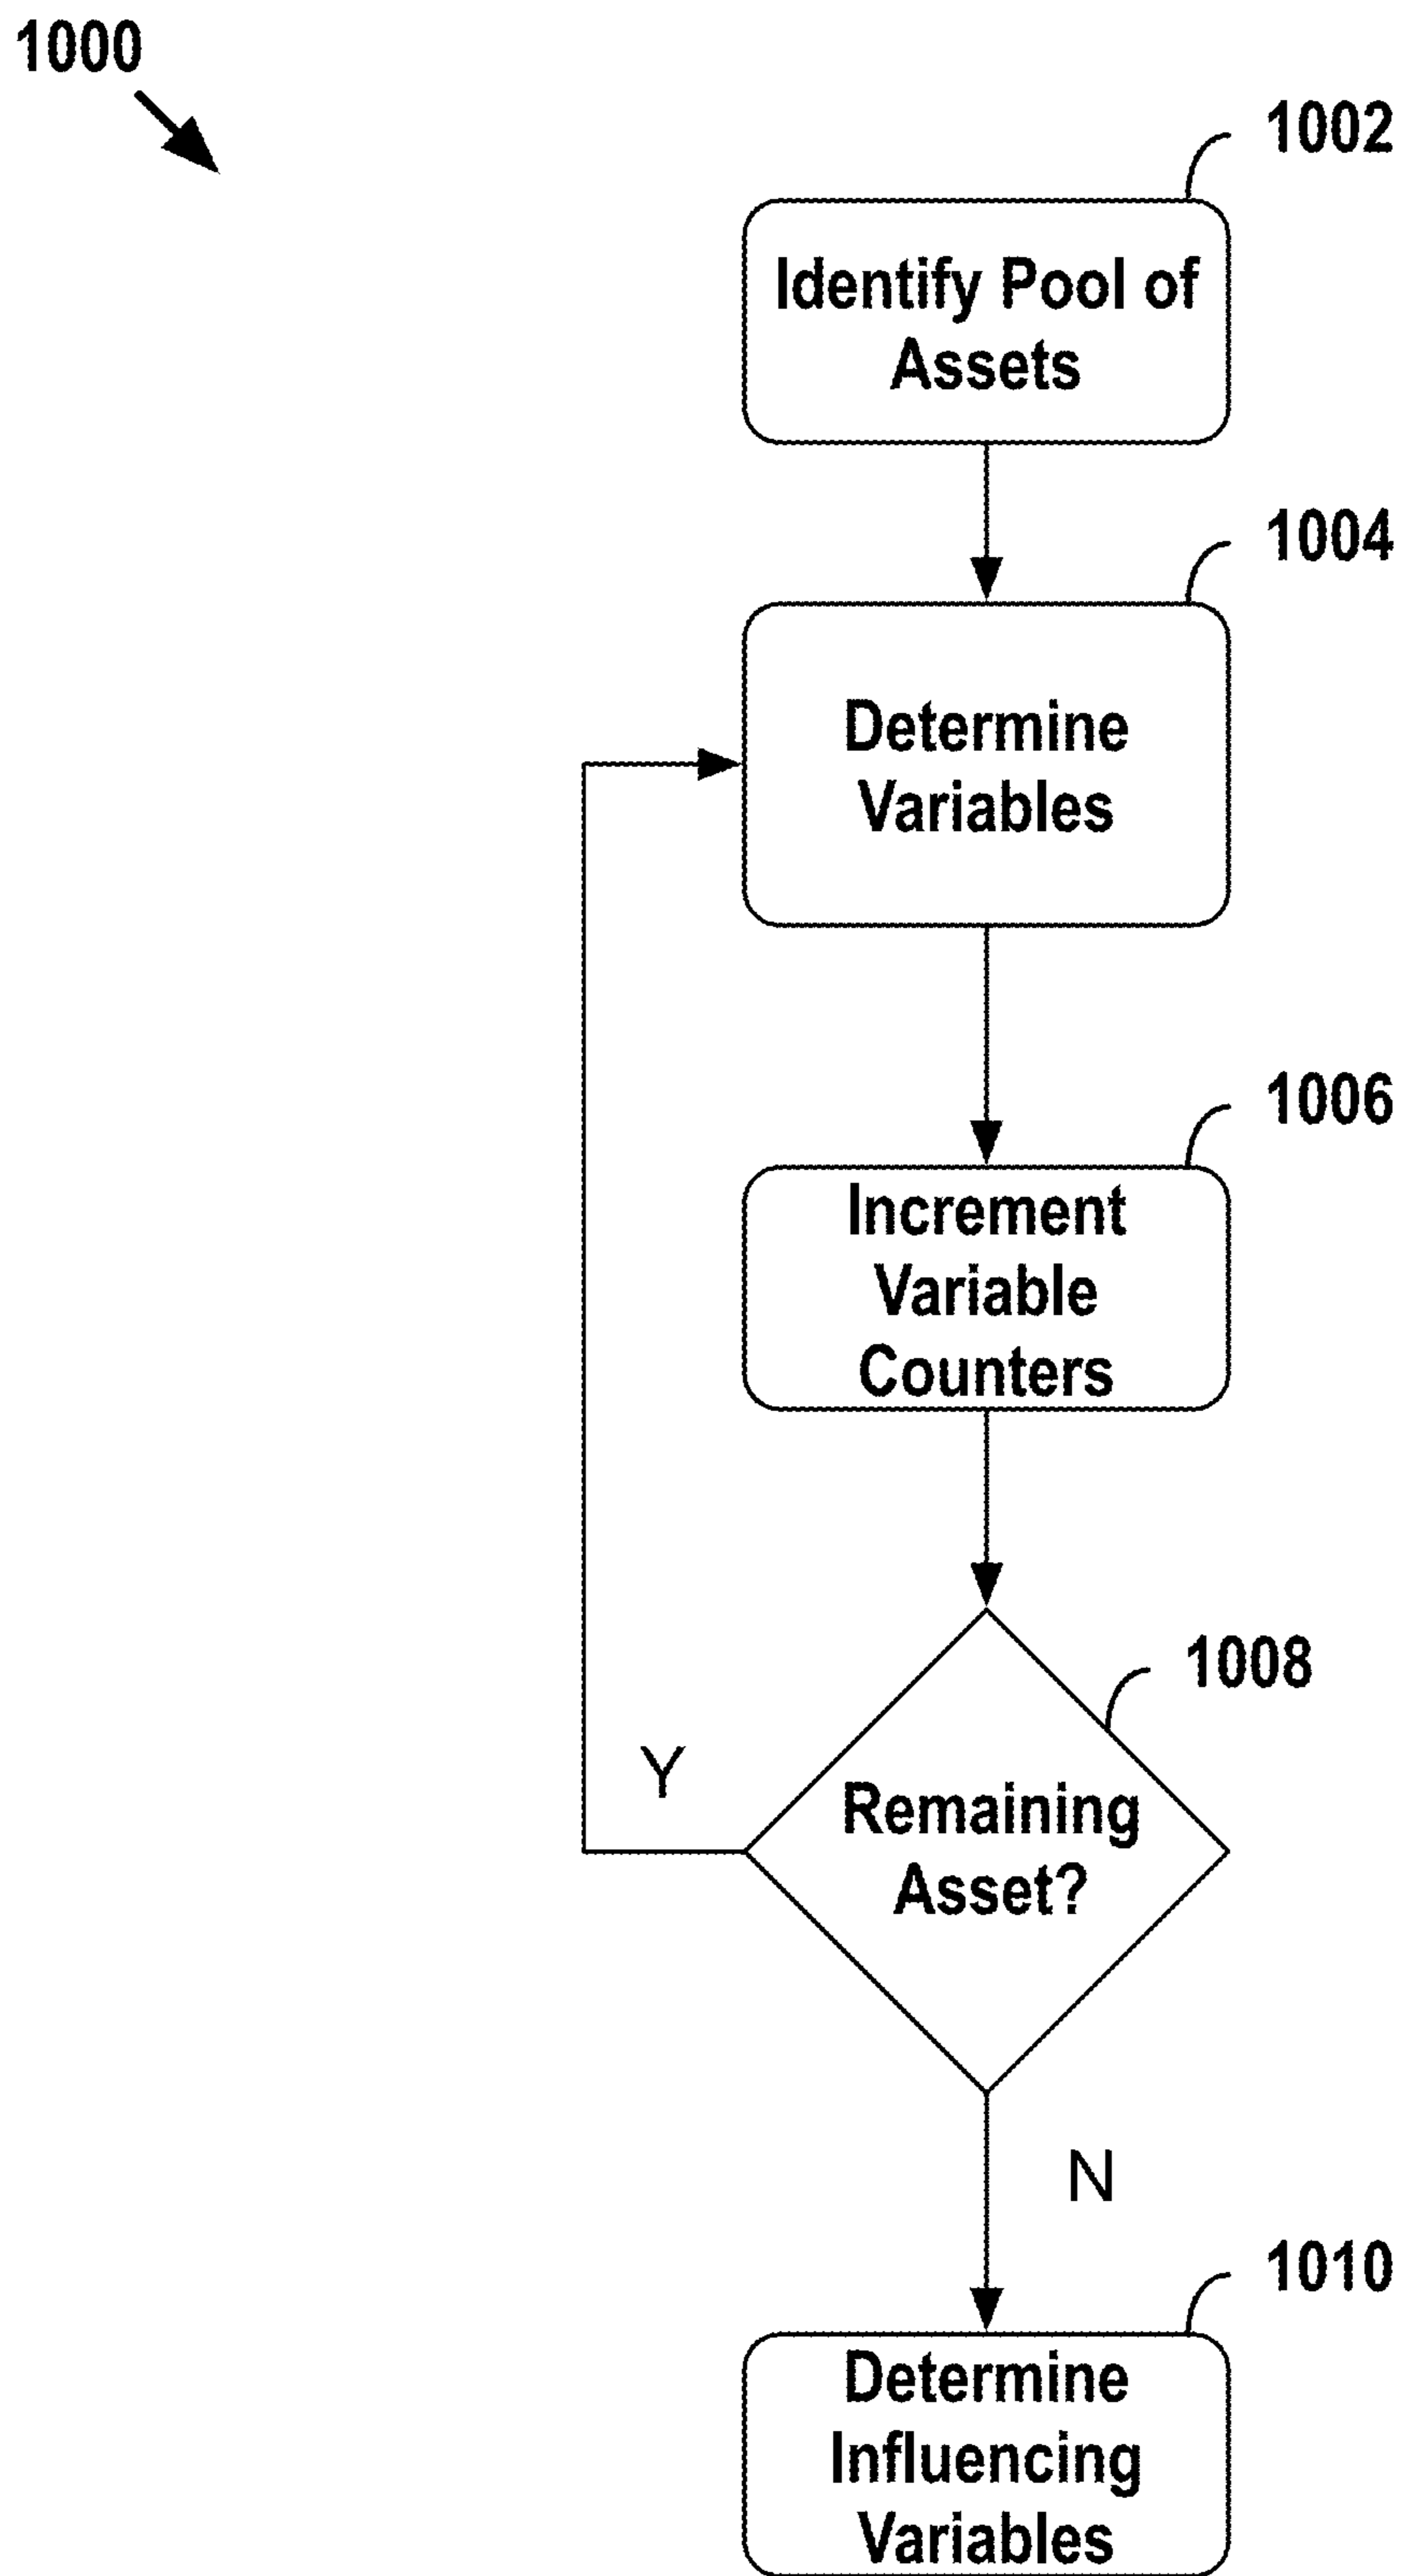 1000
1002
Identify Pool of
Assets
1004
Determine
Variables
1006
Increment
Variable
Counters
1008
Y
Remaining
Asset?
N
1010
Determine
Influencing
Variables